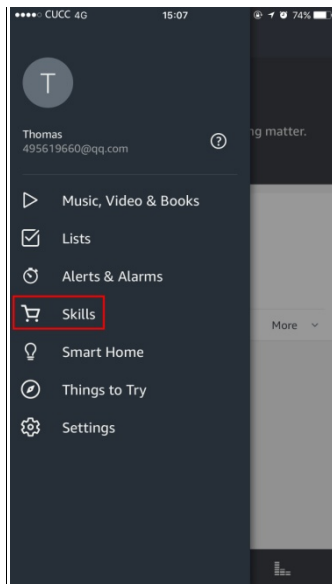 CUCC 4G 15:07 74%
T
Thomas
495619660@qq.com
ng matter.
Music, Video & Books
Lists
Alerts & Alarms
Skills
More
Smart Home
Things to Try
Settings